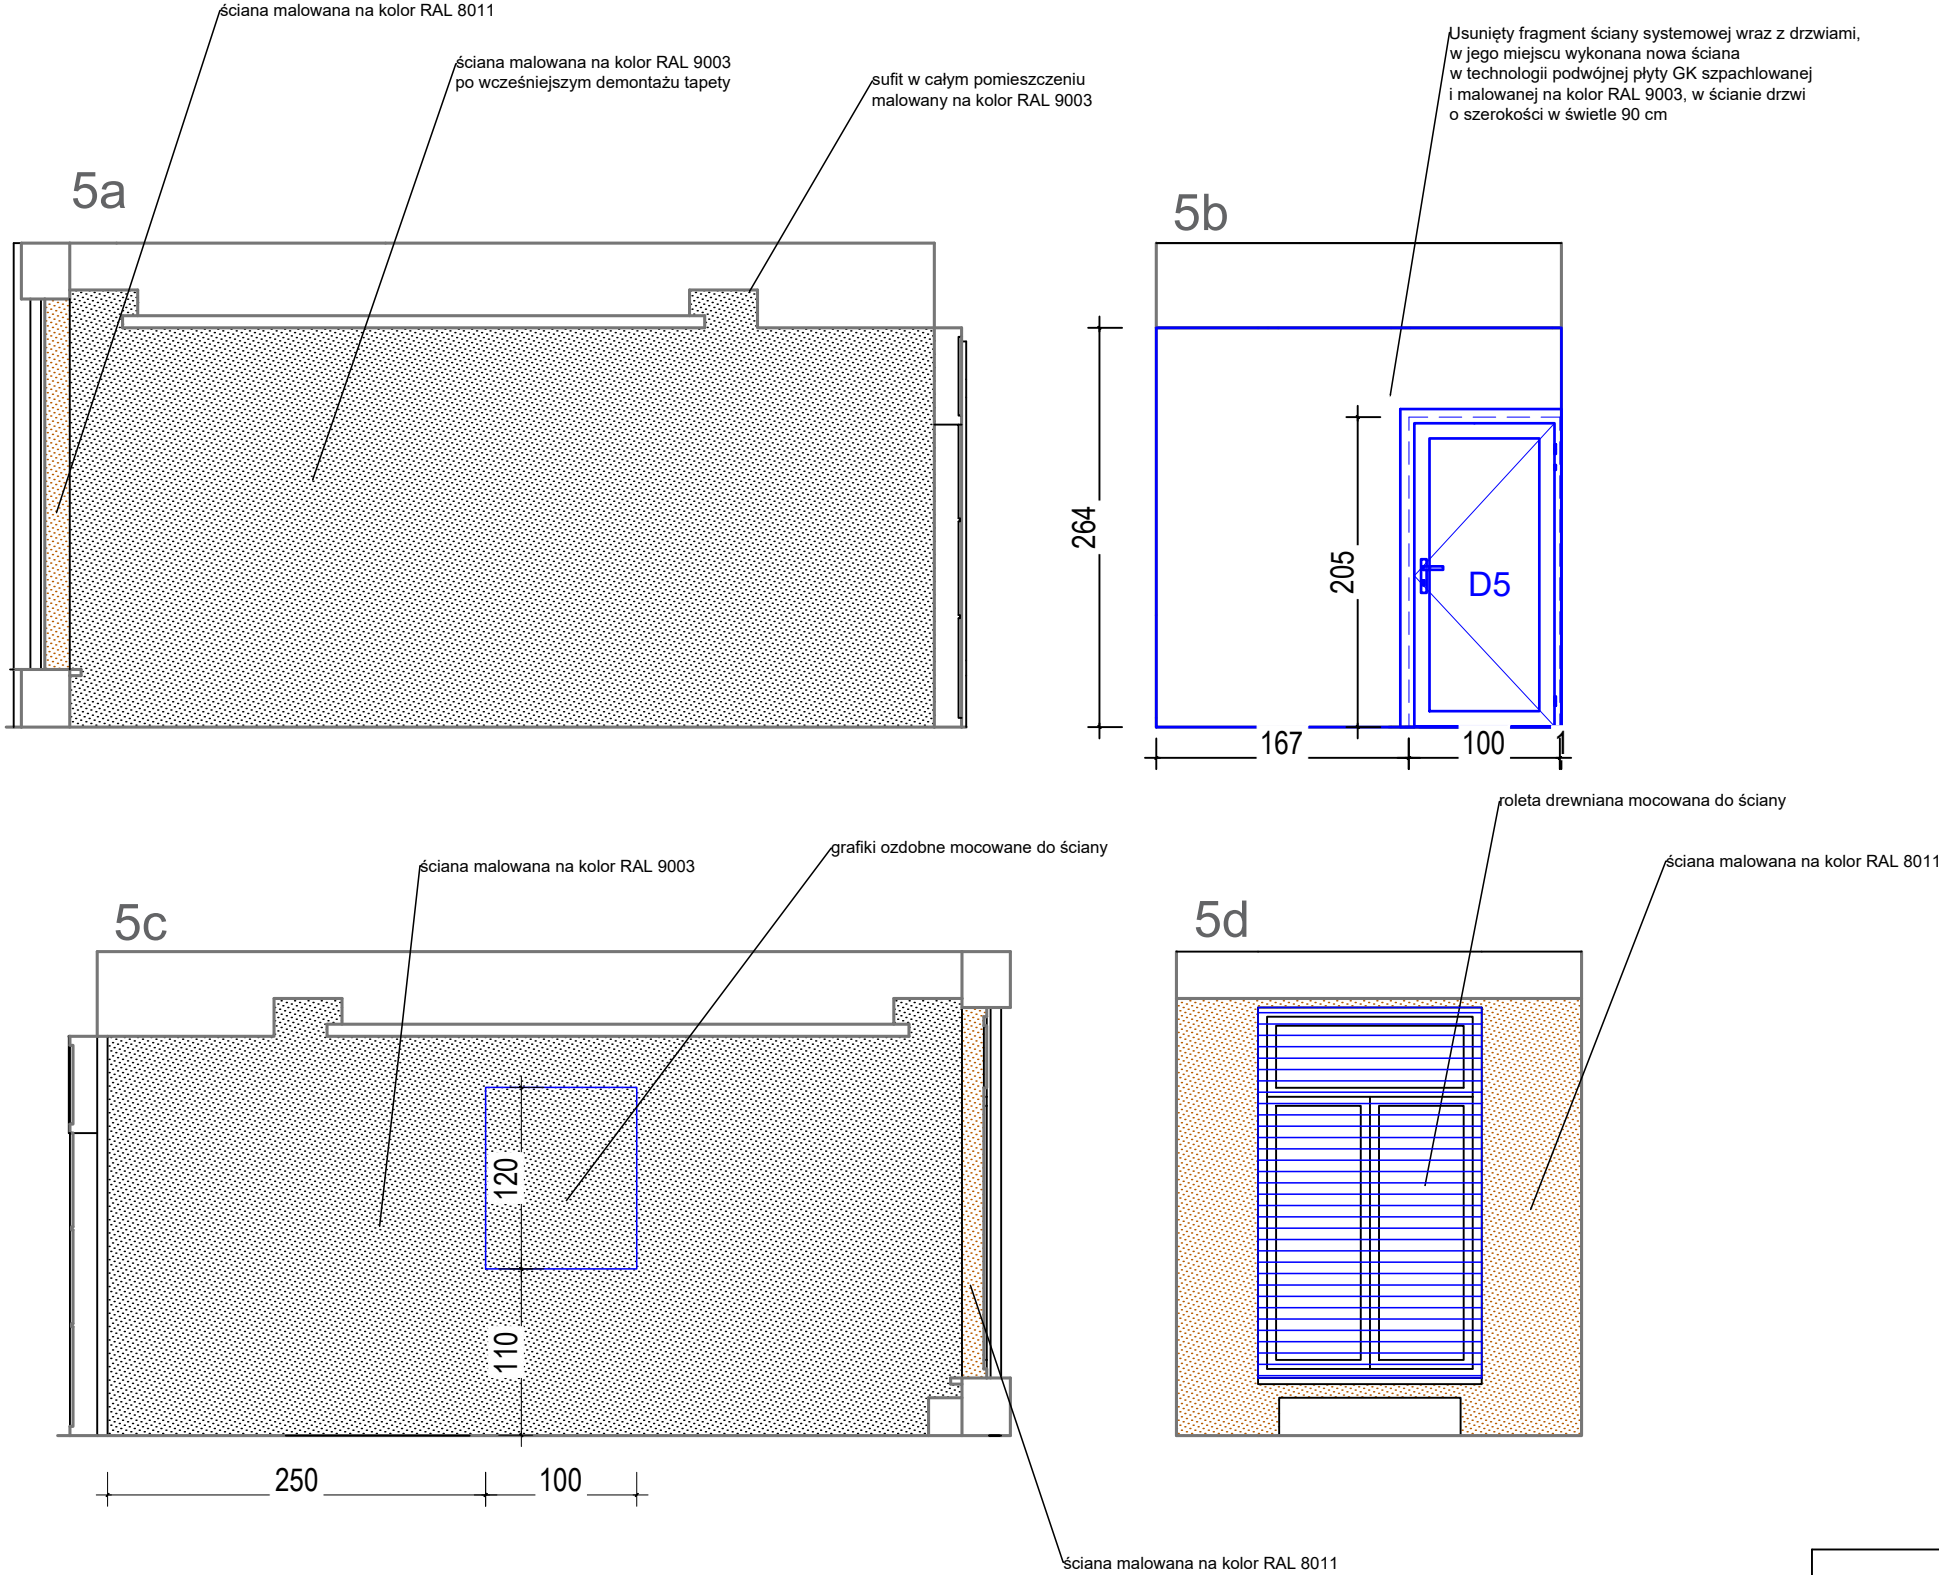 ściana malowana na kolor RAL 8011
ściana malowana na kolor RAL 9003
po wcześniejszym demontażu tapety
sufit w całym pomieszczeniu
malowany na kolor RAL 9003
Usunięty fragment ściany systemowej wraz z drzwiami,
w jego miejscu wykonana nowa ściana
w technologii podwójnej płyty GK szpachlowanej
i malowanej na kolor RAL 9003, w ścianie drzwi
o szerokości w świetle 90 cm
5a
5b
264
205
D5
167
100
1
roleta drewniana mocowana do ściany
ściana malowana na kolor RAL 8011
grafiki ozdobne mocowane do ściany
ściana malowana na kolor RAL 9003
5c
5d
120
110
250
100
ściana malowana na kolor RAL 8011